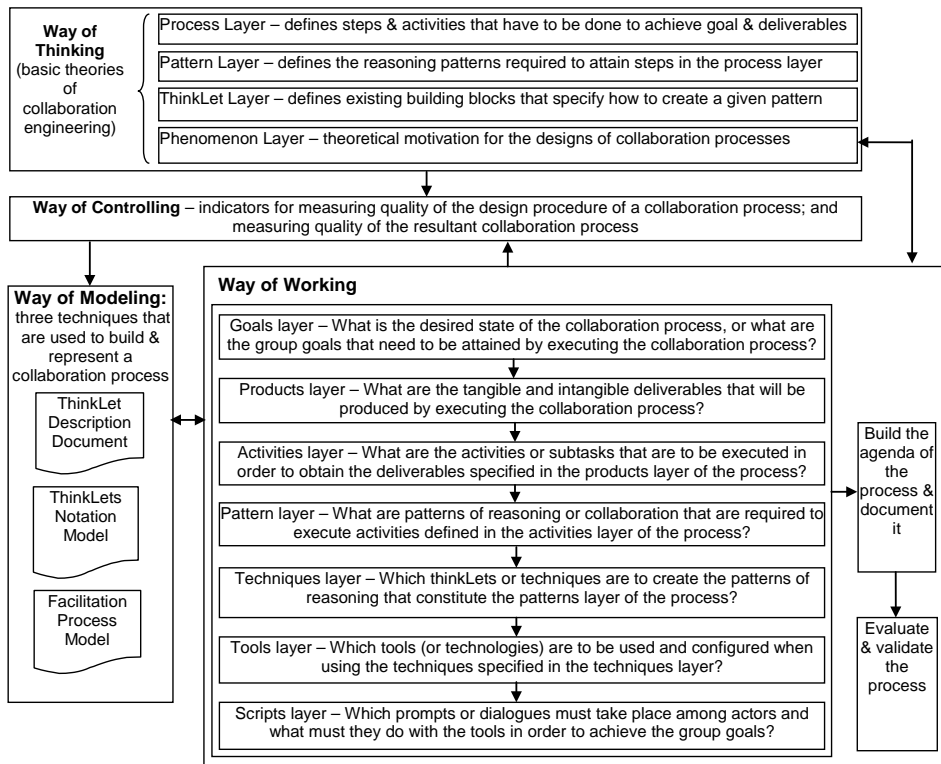 Way of
Thinking
(basic theories
of
collaboration
engineering)
Process Layer – defines steps & activities that have to be done to achieve goal & deliverables
Pattern Layer – defines the reasoning patterns required to attain steps in the process layer
ThinkLet Layer – defines existing building blocks that specify how to create a given pattern
Phenomenon Layer – theoretical motivation for the designs of collaboration processes
Way of Controlling – indicators for measuring quality of the design procedure of a collaboration process; and
measuring quality of the resultant collaboration process
Way of Modeling:
three techniques that
are used to build &
represent a
collaboration process
ThinkLet
Description
Document
ThinkLets
Notation
Model
Facilitation
Process
Model
Way of Working
Goals layer – What is the desired state of the collaboration process, or what are
the group goals that need to be attained by executing the collaboration process?
Products layer – What are the tangible and intangible deliverables that will be
produced by executing the collaboration process?
Activities layer – What are the activities or subtasks that are to be executed in
order to obtain the deliverables specified in the products layer of the process?
Pattern layer – What are patterns of reasoning or collaboration that are required to
execute activities defined in the activities layer of the process?
Techniques layer – Which thinkLets or techniques are to create the patterns of
reasoning that constitute the patterns layer of the process?
Tools layer – Which tools (or technologies) are to be used and configured when
using the techniques specified in the techniques layer?
Scripts layer – Which prompts or dialogues must take place among actors and
what must they do with the tools in order to achieve the group goals?
Build the
agenda of
the
process &
document
it
Evaluate
& validate
the
process